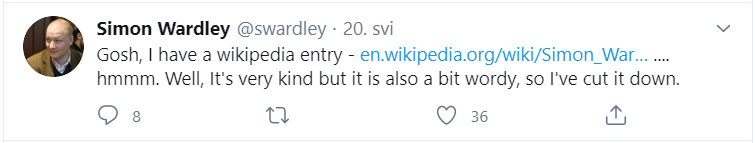 Simon Wardley @swardley · 20. svi
Gosh, I have a wikipedia entry - en.wikipedia.org/wiki/Simon_War... ....
hmmm. Well, It's very kind but it is also a bit wordy, so I've cut it down.
8 36